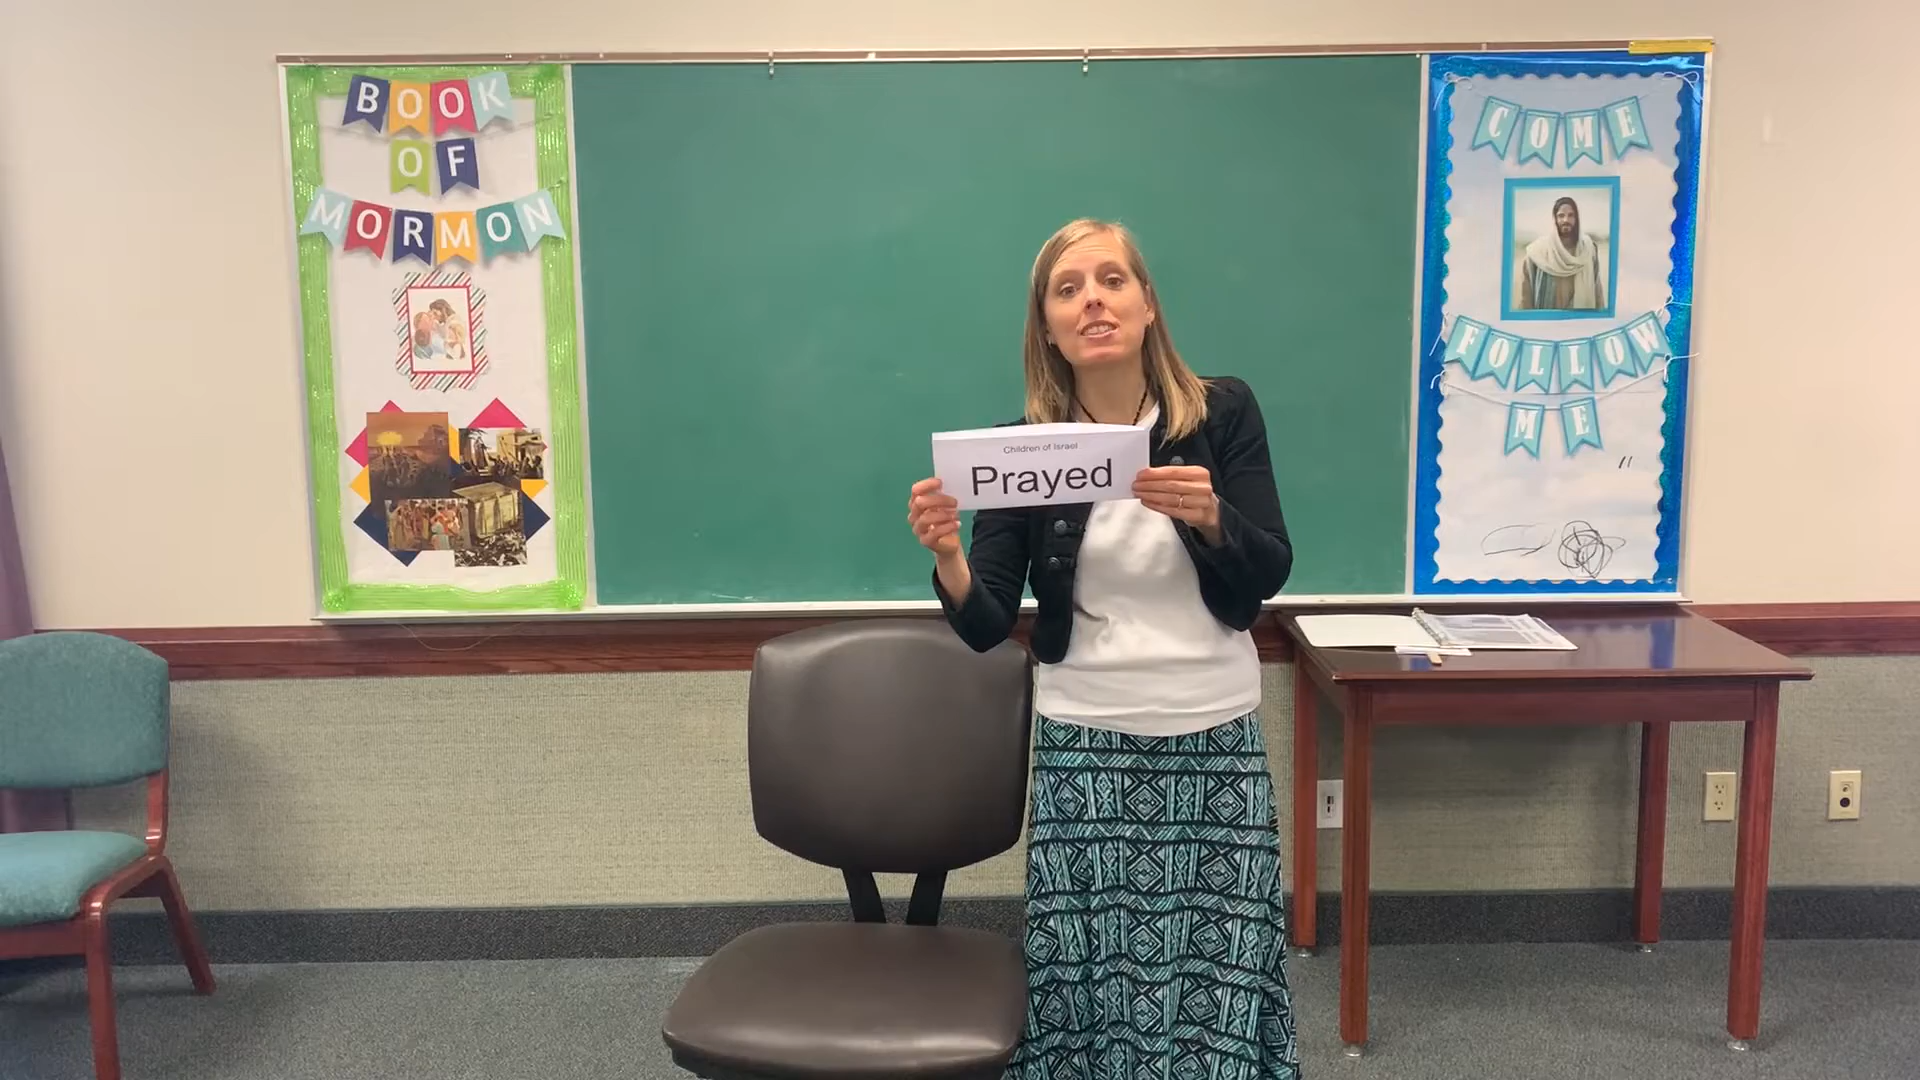 BOOK
OF
MORMON
COME
FOLLOW
ME
Children of Israel
Prayed